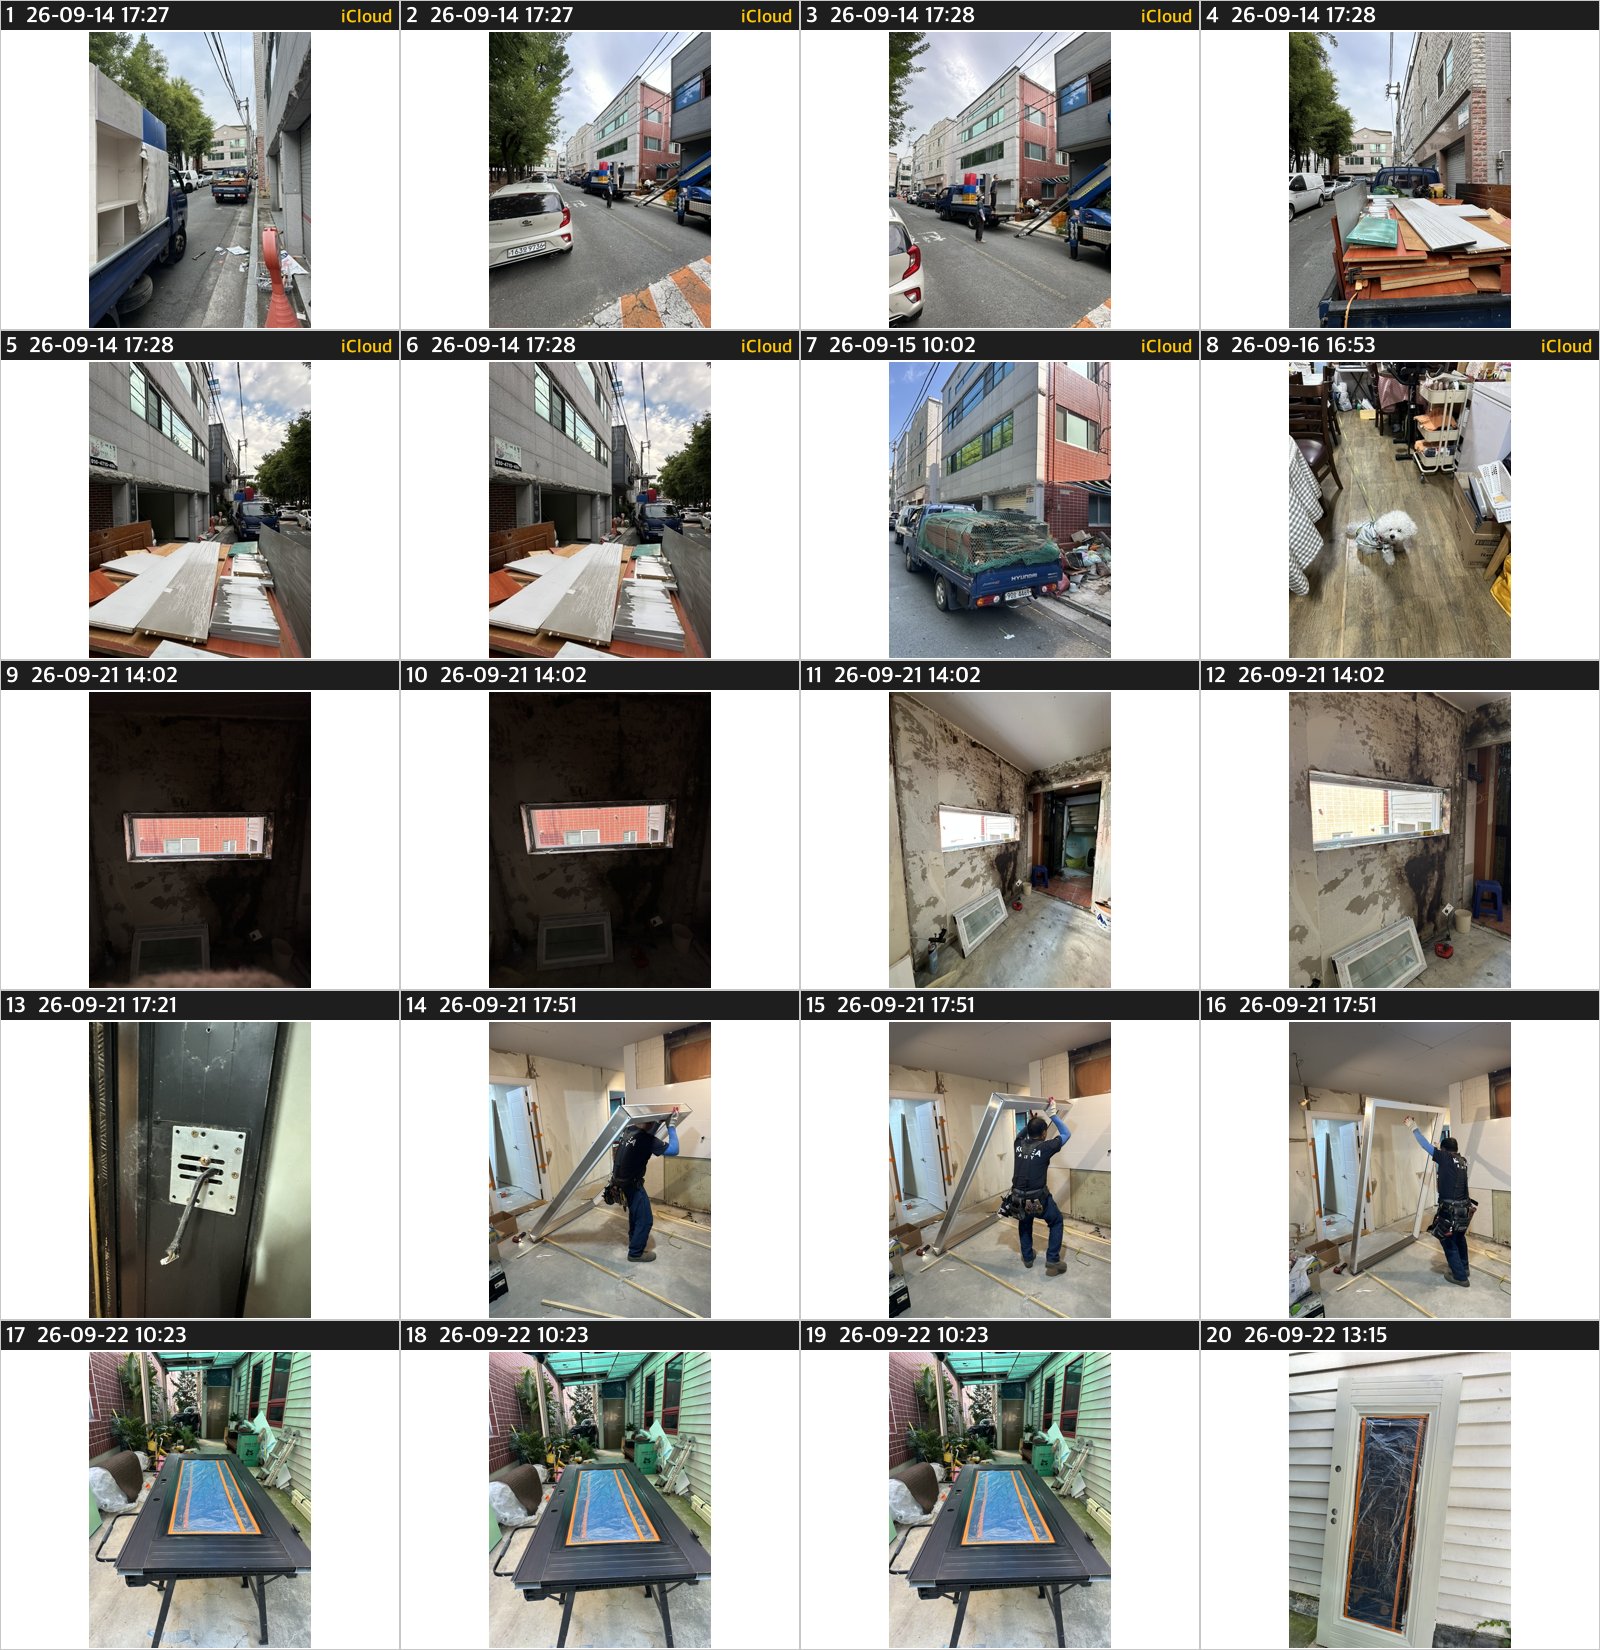 1 26-09-14 17:27 iCloud
2 26-09-14 17:27 iCloud
3 26-09-14 17:28 iCloud
4 26-09-14 17:28
5 26-09-14 17:28 iCloud
6 26-09-14 17:28 iCloud
7 26-09-15 10:02 iCloud
HYUNDAI
8 26-09-16 16:53 iCloud
9 26-09-21 14:02
10 26-09-21 14:02
11 26-09-21 14:02
12 26-09-21 14:02
13 26-09-21 17:21
14 26-09-21 17:51
15 26-09-21 17:51
KOREA
16 26-09-21 17:51
17 26-09-22 10:23
18 26-09-22 10:23
19 26-09-22 10:23
20 26-09-22 13:15